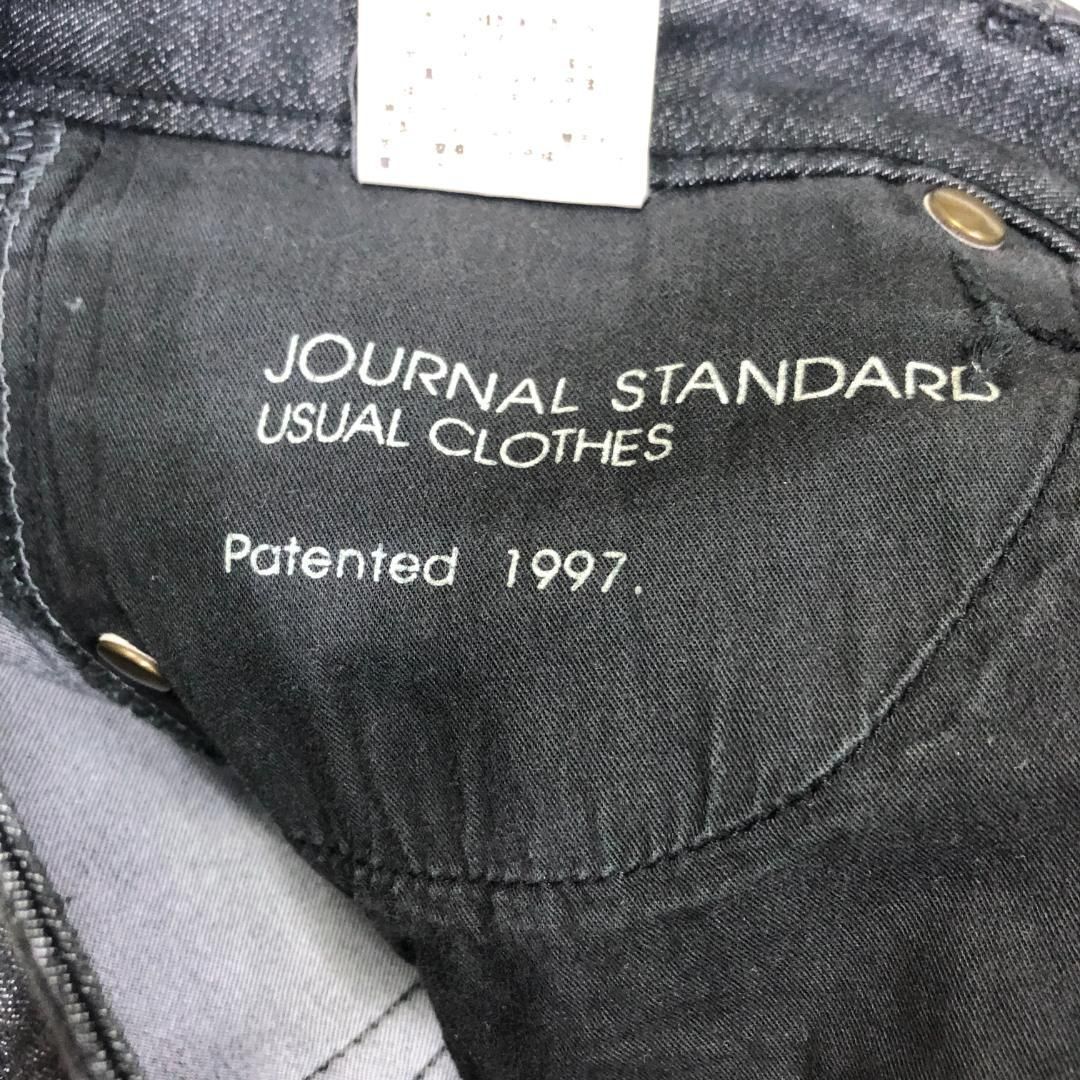 JOURNAL STANDARD
USUAL CLOTHES
Patented 1997.